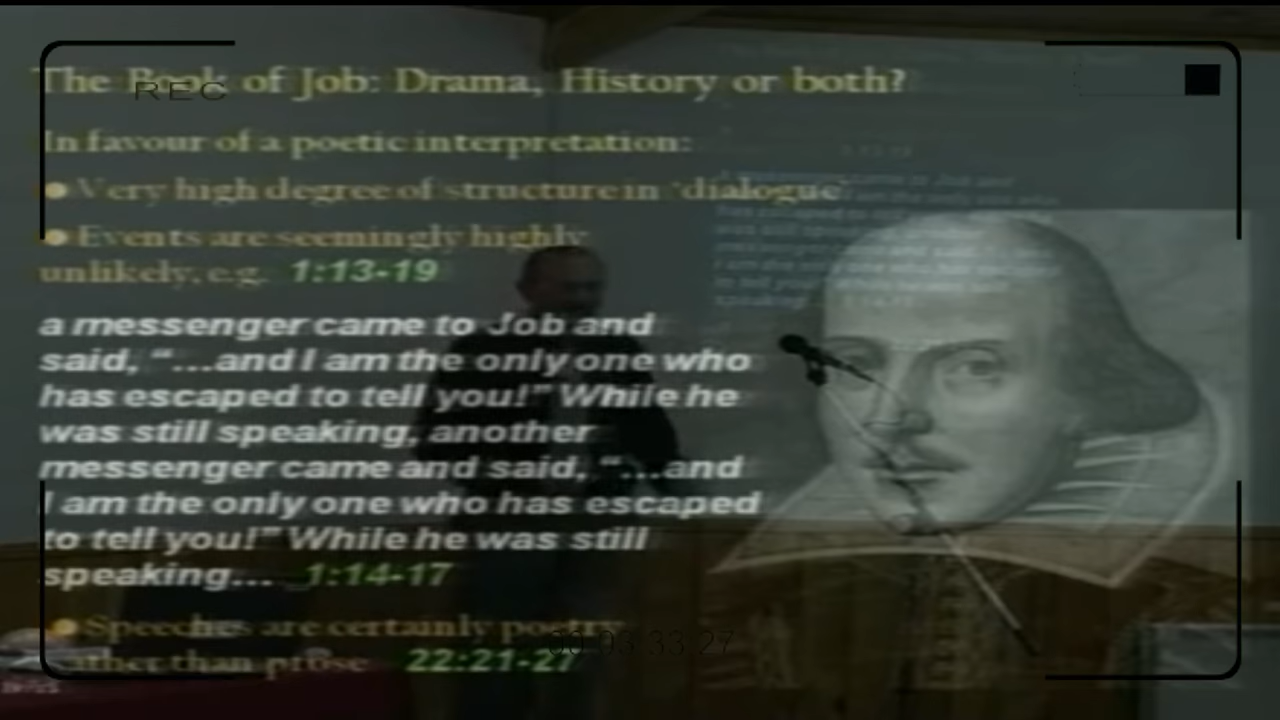 The Book of Job: Drama, History or both?
REC
In favour of a poetic interpretation:
• Very high degree of structure in 'dialogue'
• Events are seemingly highly
unlikely, e.g. 1:13-19
a messenger came to Job and
said, “…and I am the only one who
has escaped to tell you!” While he
was still speaking, another
messenger came and said, “…and
I am the only one who has escaped
to tell you!” While he was still
speaking… 1:14-17
• Speeches are certainly poetry
rather than prose 22:21-27
00 03 33 27